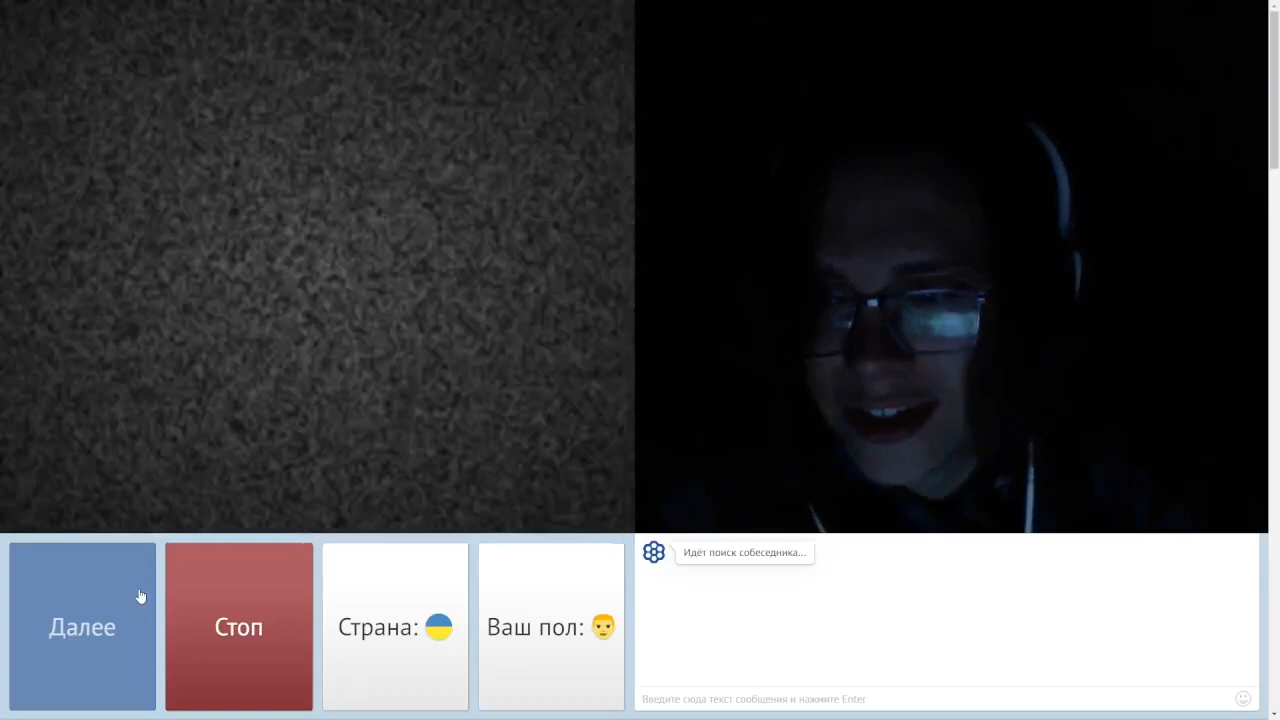 Идёт поиск собеседника...
Далее
Стоп
Страна:
Ваш пол:
Введите сюда текст сообщения и нажмите Enter